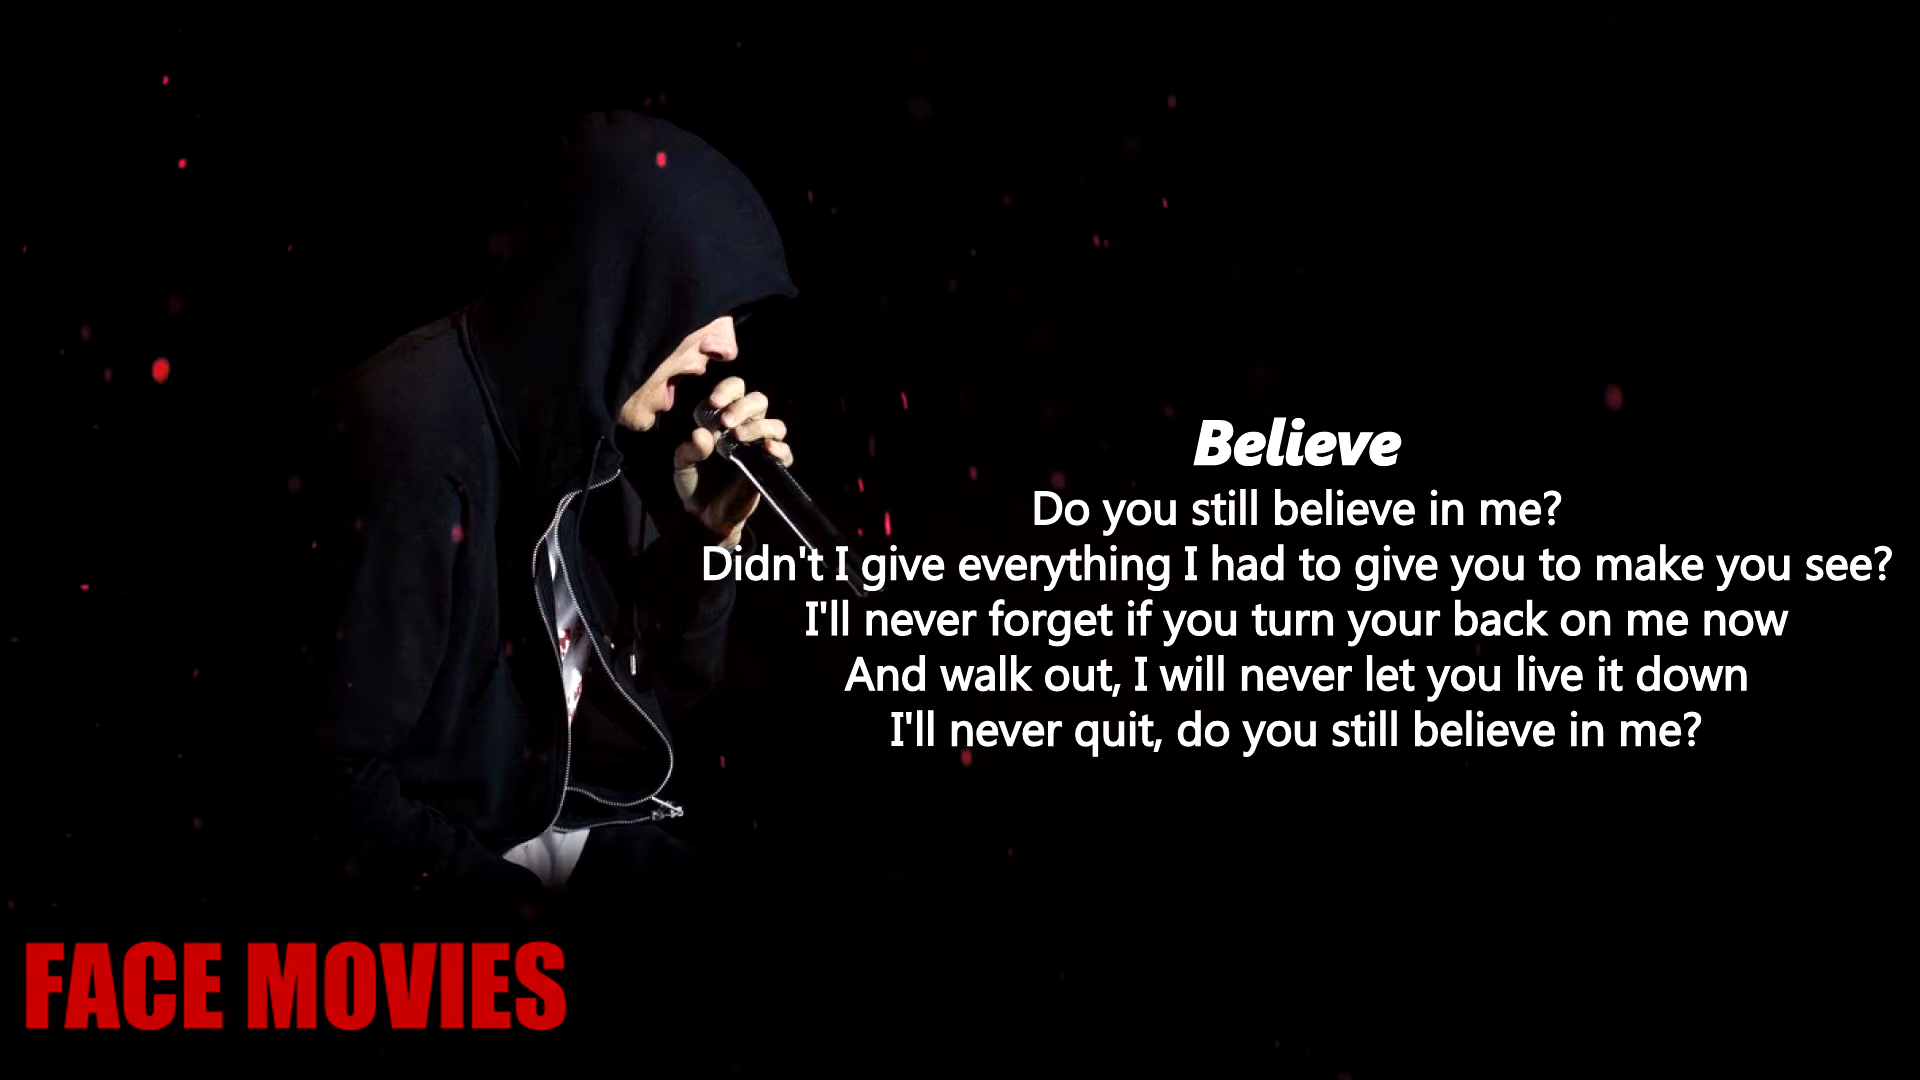 Believe
Do you still believe in me?
Didn't I give everything I had to give you to make you see?
I'll never forget if you turn your back on me now
And walk out, I will never let you live it down
I'll never quit, do you still believe in me?
FACE MOVIES